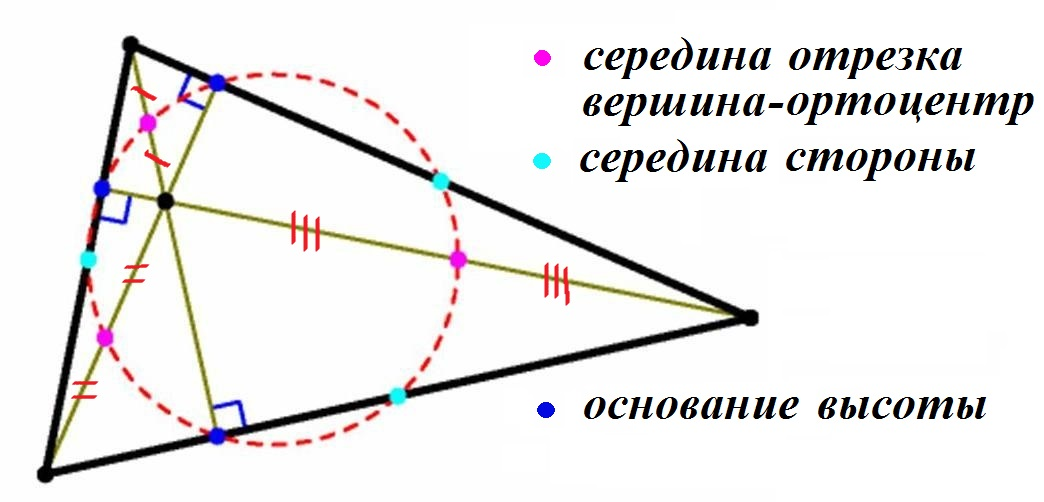 середина отрезка
вершина-ортоцентр
середина стороны
основание высоты